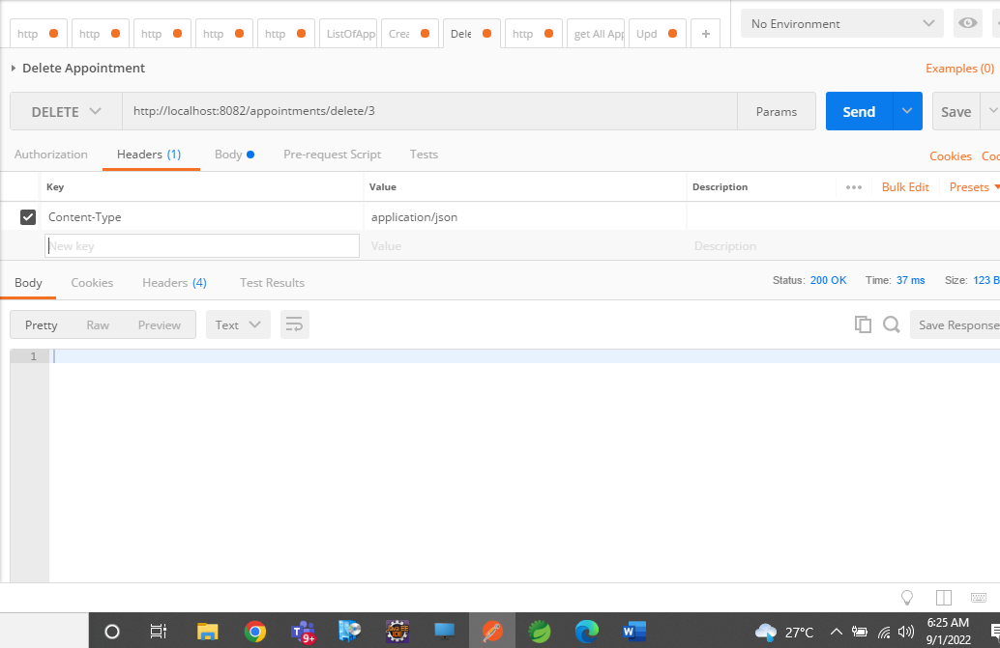 http http http http http ListOfApp Crea Dele http get All App Upd + No Environment
Delete Appointment Examples (0)
DELETE http://localhost:8082/appointments/delete/3 Params Send Save
Authorization Headers (1) Body Pre-request Script Tests Cookies Coo
Key Value Description ••• Bulk Edit Presets
Content-Type application/json
New key Value Description
Body Cookies Headers (4) Test Results Status: 200 OK Time: 37 ms Size: 123 B
Pretty Raw Preview Text Save Response
1
9+ 27°C 6:25 AM
9/1/2022